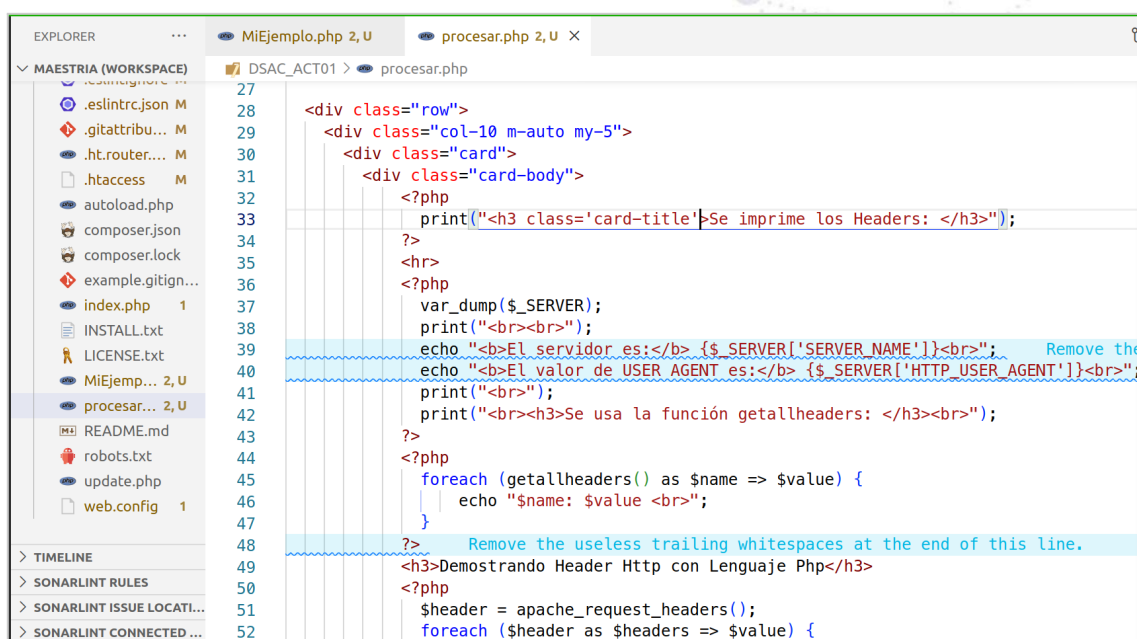 EXPLORER ...
MiEjemplo.php 2, U
procesar.php 2, U ×
MAESTRIA (WORKSPACE)
DSAC_ACT01 > procesar.php
.eslintrc.json M
.gitattribu... M
.ht.router.... M
.htaccess M
autoload.php
composer.json
composer.lock
example.gitign...
index.php 1
INSTALL.txt
LICENSE.txt
MiEjemp... 2, U
procesar... 2, U
README.md
robots.txt
update.php
web.config 1
TIMELINE
SONARLINT RULES
SONARLINT ISSUE LOCATI...
SONARLINT CONNECTED ...
27
28 <div class="row">
29 <div class="col-10 m-auto my-5">
30 <div class="card">
31 <div class="card-body">
32 <?php
33 print("<h3 class='card-title'>Se imprime los Headers: </h3>");
34 ?>
35 <hr>
36 <?php
37 var_dump($_SERVER);
38 print("<br><br>");
39 echo "<b>El servidor es:</b> {$_SERVER['SERVER_NAME']}<br>"; Remove the
40 echo "<b>El valor de USER AGENT es:</b> {$_SERVER['HTTP_USER_AGENT']}<br>";
41 print("<br>");
42 print("<br><h3>Se usa la función getallheaders: </h3><br>");
43 ?>
44 <?php
45 foreach (getallheaders() as $name => $value) {
46 echo "$name: $value <br>";
47 }
48 ?> Remove the useless trailing whitespaces at the end of this line.
49 <h3>Demostrando Header Http con Lenguaje Php</h3>
50 <?php
51 $header = apache_request_headers();
52 foreach ($header as $headers => $value) {